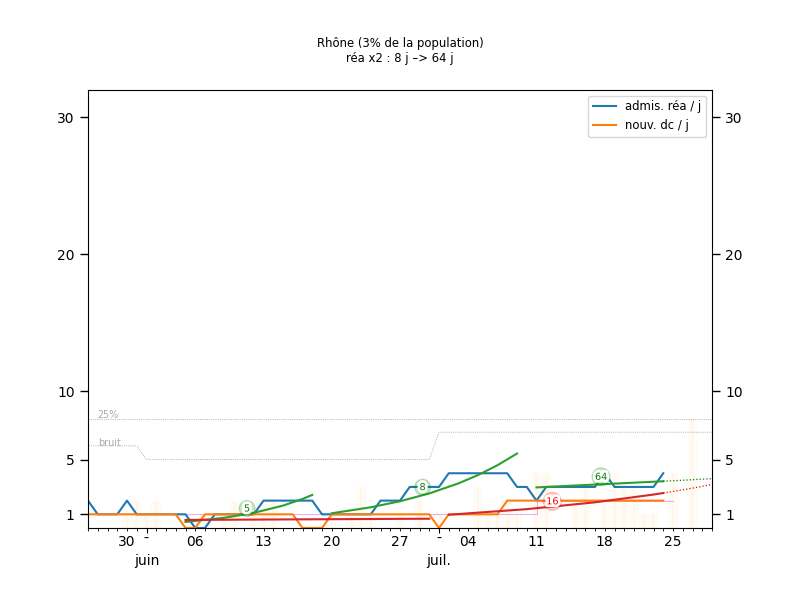 Rhône (3% de la population)
réa x2 : 8 j –> 64 j
admis. réa / j
nouv. dc / j
30
30
20
20
10
10
25%
bruit
5
5
64
8
16
5
1
1
30 - 06 13 20 27 - 04 11 18 25
juin juil.